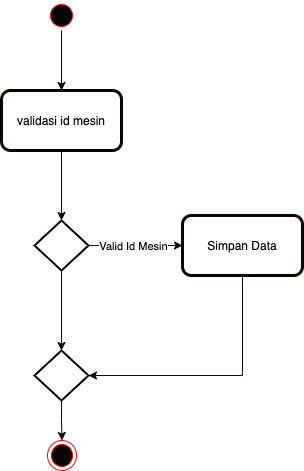 validasi id mesin
Valid Id Mesin
Simpan Data